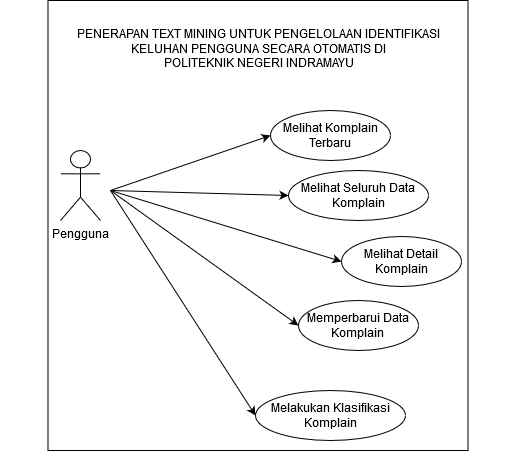 PENERAPAN TEXT MINING UNTUK PENGELOLAAN IDENTIFIKASI
KELUHAN PENGGUNA SECARA OTOMATIS DI
POLITEKNIK NEGERI INDRAMAYU
Melihat Komplain
Terbaru
Melihat Seluruh Data
Komplain
Pengguna
Melihat Detail
Komplain
Memperbarui Data
Komplain
Melakukan Klasifikasi
Komplain